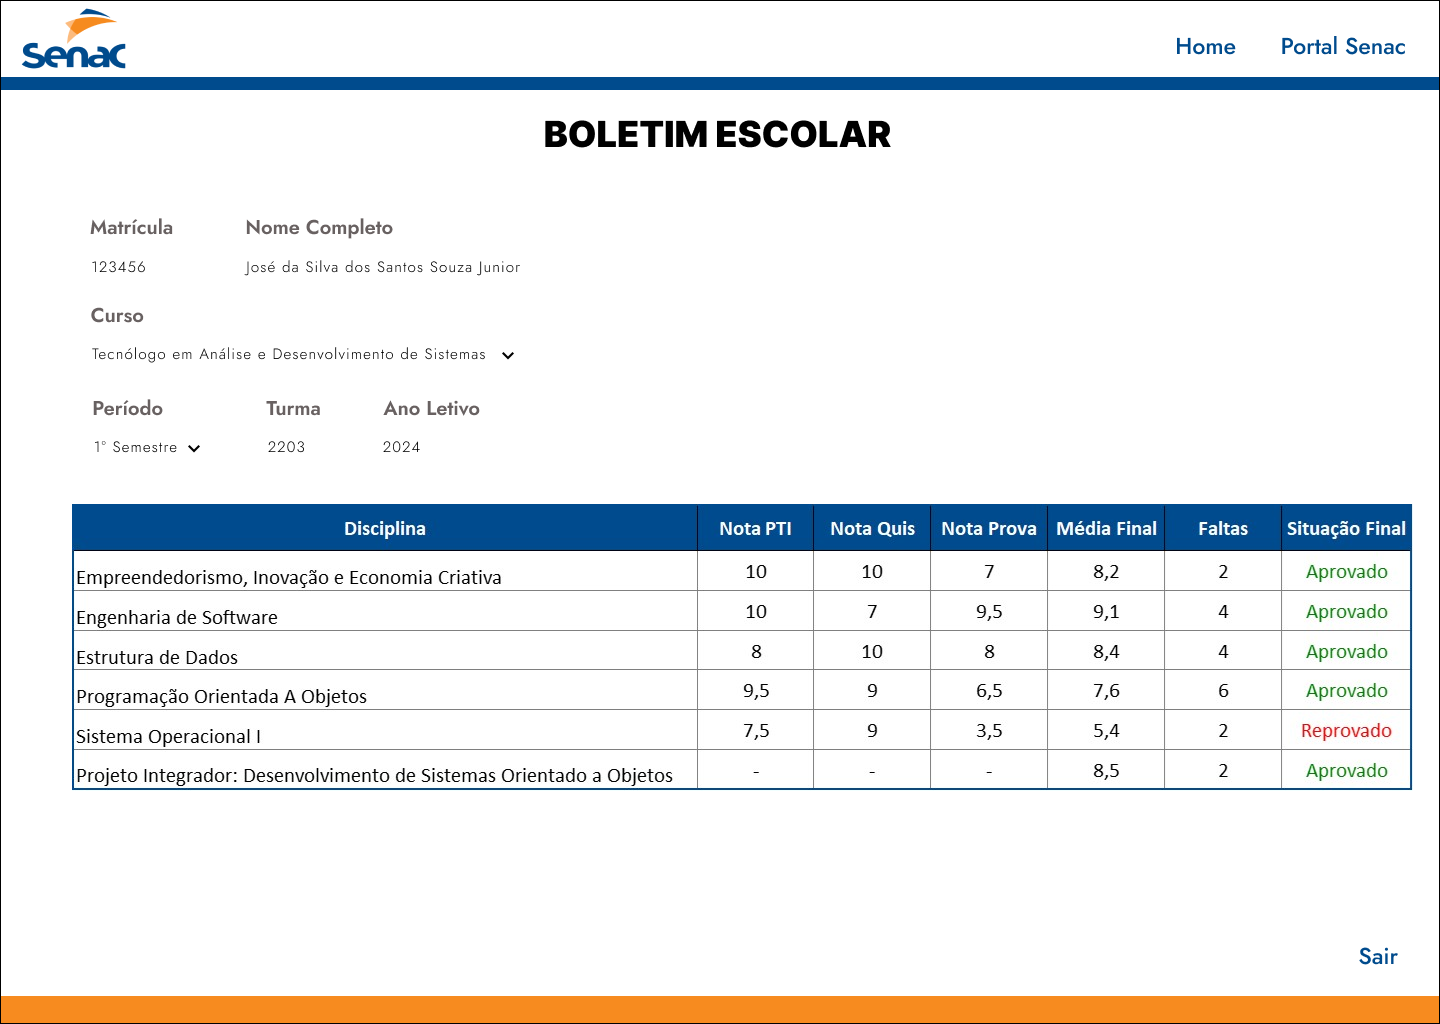 Senac
Home Portal Senac
BOLETIM ESCOLAR
Matrícula Nome Completo
123456 José da Silva dos Santos Souza Junior
Curso
Tecnólogo em Análise e Desenvolvimento de Sistemas
Período Turma Ano Letivo
1° Semestre 2203 2024
Disciplina Nota PTI Nota Quis Nota Prova Média Final Faltas Situação Final
Empreendedorismo, Inovação e Economia Criativa 10 10 7 8,2 2 Aprovado
Engenharia de Software 10 7 9,5 9,1 4 Aprovado
Estrutura de Dados 8 10 8 8,4 4 Aprovado
Programação Orientada A Objetos 9,5 9 6,5 7,6 6 Aprovado
Sistema Operacional I 7,5 9 3,5 5,4 2 Reprovado
Projeto Integrador: Desenvolvimento de Sistemas Orientado a Objetos - - - 8,5 2 Aprovado
Sair